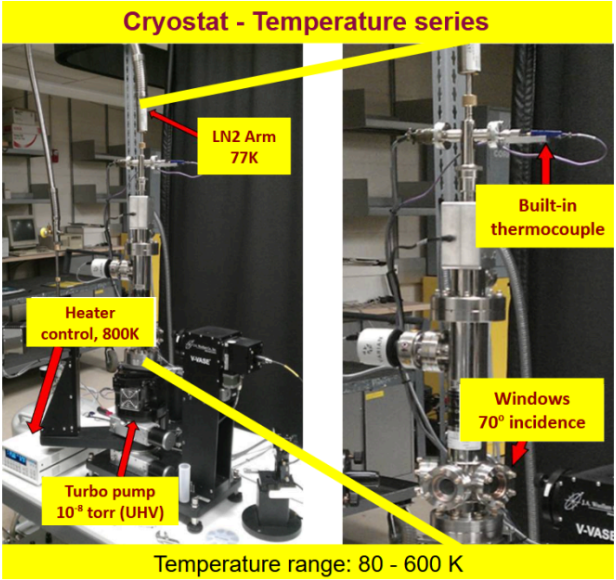 Cryostat - Temperature series
LN2 Arm
77K
Built-in
thermocouple
Heater
control, 800K
V-VASE
Windows
70° incidence
Turbo pump
10⁻⁸ torr (UHV)
V-VASE
Temperature range: 80 - 600 K